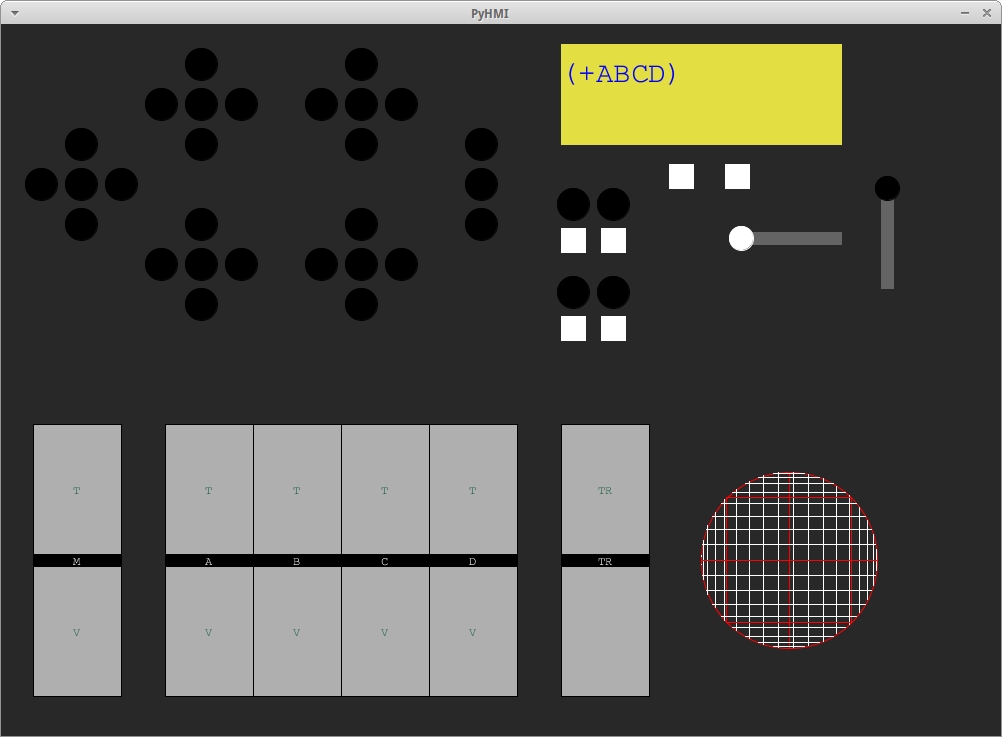 PyHMI
(+ABCD)
T T T T T TR
M A B C D TR
V V V V V